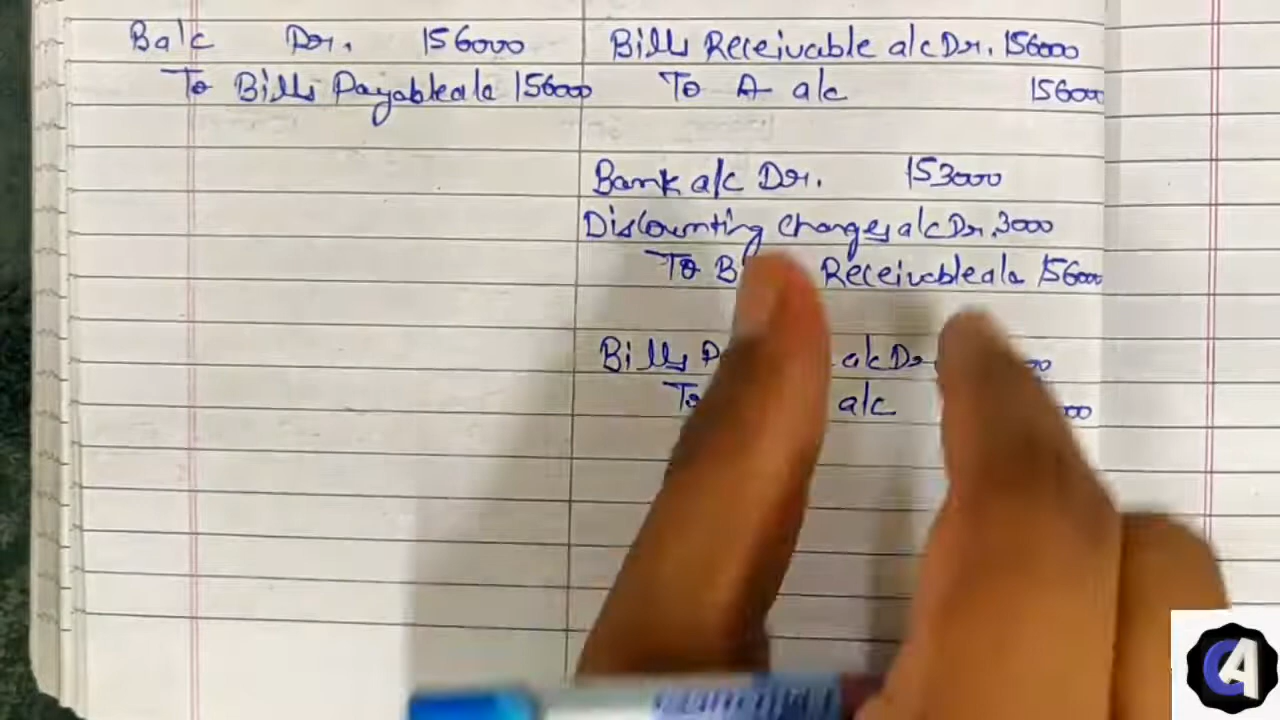 B a/c Dr. 156000
To Bills Payable a/c 156000
Bills Receivable a/c Dr. 156000
To A a/c 156000
Bank a/c Dr. 153000
Discounting Charges a/c Dr. 3000
To B Receivable a/c 156000
Bills P a/c Dr
To a/c
CA